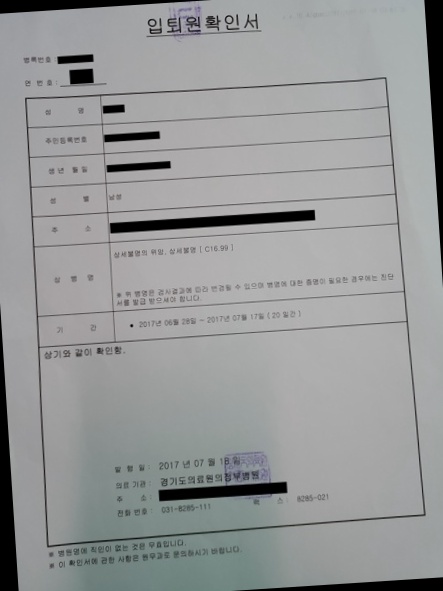 입퇴원확인서
병록번호 :
연 번 호 :
성 명
주민등록번호
생 년 월 일
성 별 남성
주 소
상세불명의 위암, 상세불명 [ C16.99 ]
상 병 명
※ 위 병명은 검사결과에 따라 변경될 수 있으며 병명에 대한 증명이 필요한 경우에는 진단
서를 발급 받으셔야 합니다.
기 간 • 2017년 06월 28일 ~ 2017년 07월 17일 ( 20 일간 )
상기와 같이 확인함.
발 행 일 : 2017 년 07 월 18 일
의료 기관 : 경기도의료원의정부병원
주 소 :
전화 번호 : 031-8285-111 팩 스 : 8285-021
※ 병원명에 직인이 없는 것은 무효입니다.
※ 이 확인서에 관한 사항은 원무과로 문의하시기 바랍니다.